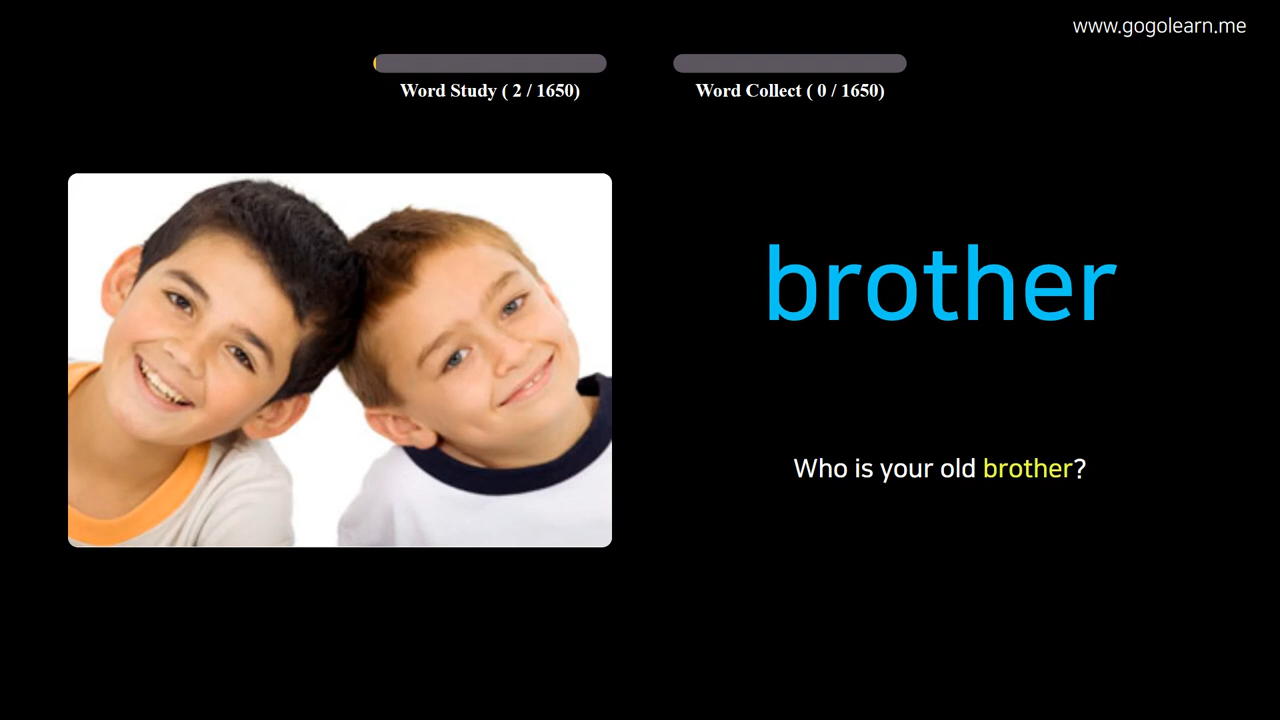 www.gogolearn.me
Word Study ( 2 / 1650)
Word Collect ( 0 / 1650)
brother
Who is your old brother?